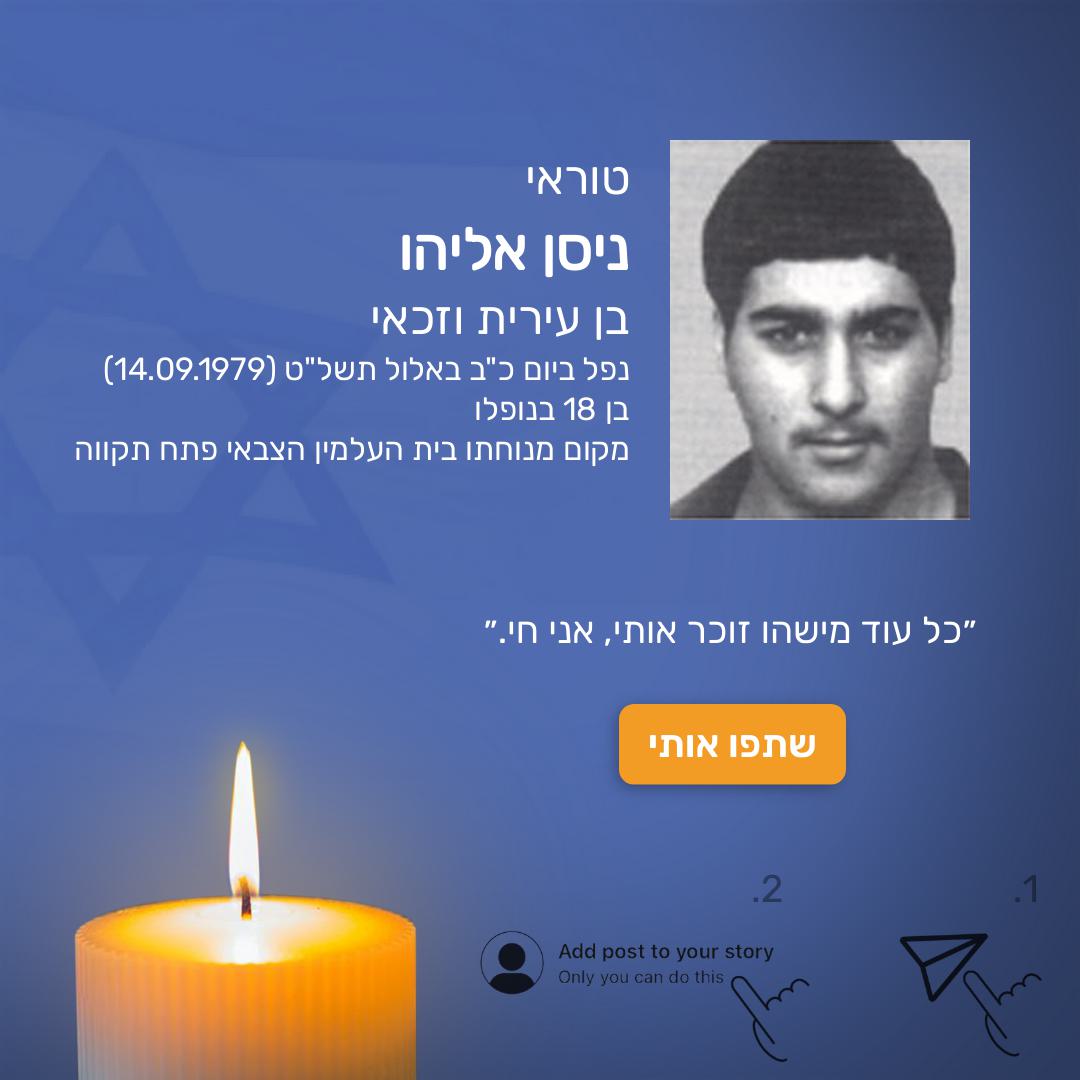 טוראי
ניסן אליהו
בן עירית וזכאי
נפל ביום כ"ב באלול תשל"ט (14.09.1979)
בן 18 בנופלו
מקום מנוחתו בית העלמין הצבאי פתח תקווה
״כל עוד מישהו זוכר אותי, אני חי.״
שתפו אותי
1.
2.
Add post to your story
Only you can do this